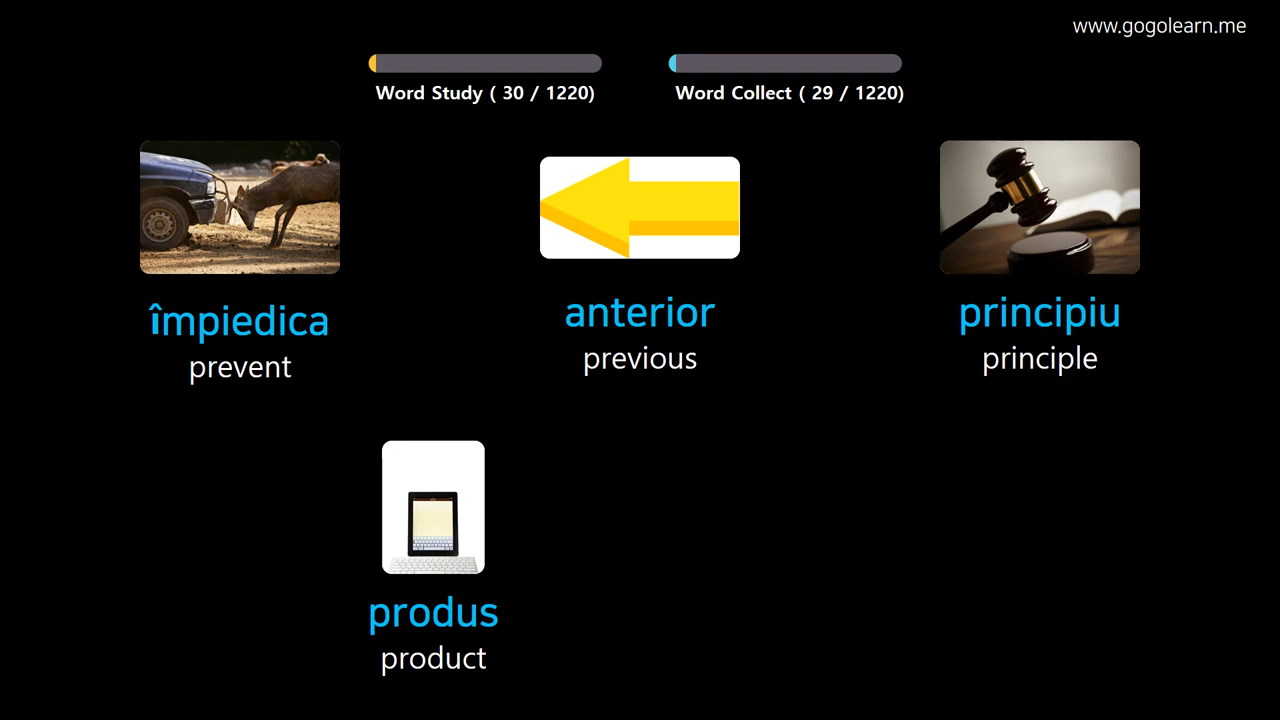 www.gogolearn.me
Word Study ( 30 / 1220)
Word Collect ( 29 / 1220)
împiedica
prevent
anterior
previous
principiu
principle
produs
product